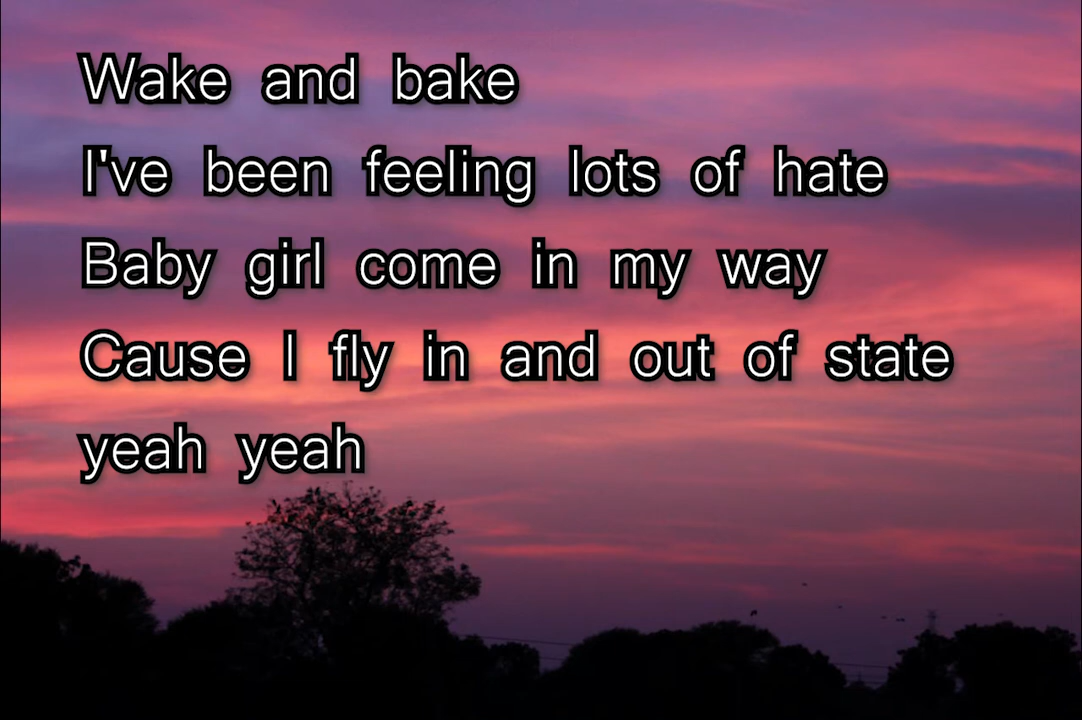 Wake and bake
I've been feeling lots of hate
Baby girl come in my way
Cause I fly in and out of state
yeah yeah